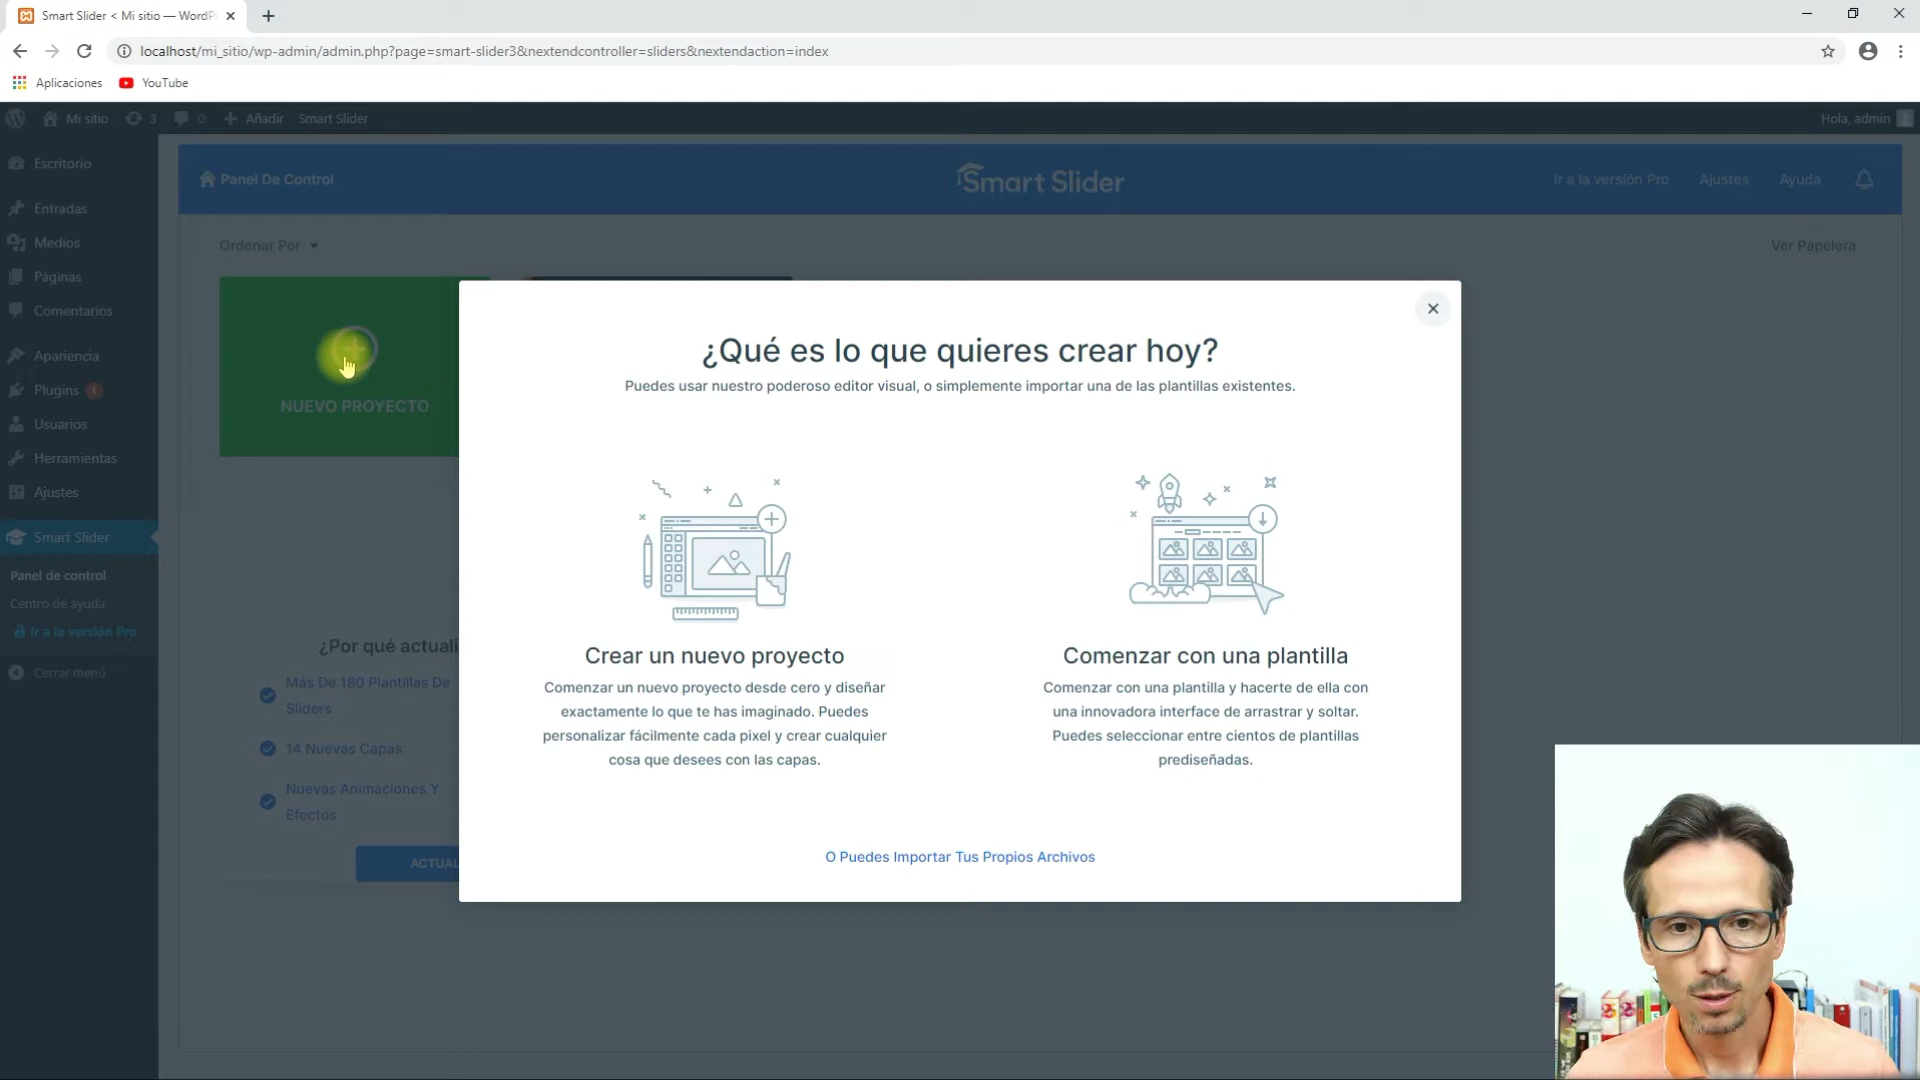 Smart Slider < Mi sitio — WordP
localhost/mi_sitio/wp-admin/admin.php?page=smart-slider3&nextendcontroller=sliders&nextendaction=index
Aplicaciones
YouTube
Mi sitio
3
0
Añadir
Smart Slider
Hola, admin
Escritorio
Entradas
Medios
Páginas
Comentarios
Apariencia
Plugins 1
Usuarios
Herramientas
Ajustes
Smart Slider
Panel de control
Centro de ayuda
Ir a la versión Pro
Cerrar menú
Panel De Control
Smart Slider
Ir a la versión Pro
Ajustes
Ayuda
Ordenar Por
Ver Papelera
NUEVO PROYECTO
¿Por qué actuali
Más De 180 Plantillas De
Sliders
14 Nuevas Capas
Nuevas Animaciones Y
Efectos
ACTUAL
¿Qué es lo que quieres crear hoy?
Puedes usar nuestro poderoso editor visual, o simplemente importar una de las plantillas existentes.
Crear un nuevo proyecto
Comenzar un nuevo proyecto desde cero y diseñar
exactamente lo que te has imaginado. Puedes
personalizar fácilmente cada pixel y crear cualquier
cosa que desees con las capas.
Comenzar con una plantilla
Comenzar con una plantilla y hacerte de ella con
una innovadora interface de arrastrar y soltar.
Puedes seleccionar entre cientos de plantillas
prediseñadas.
O Puedes Importar Tus Propios Archivos